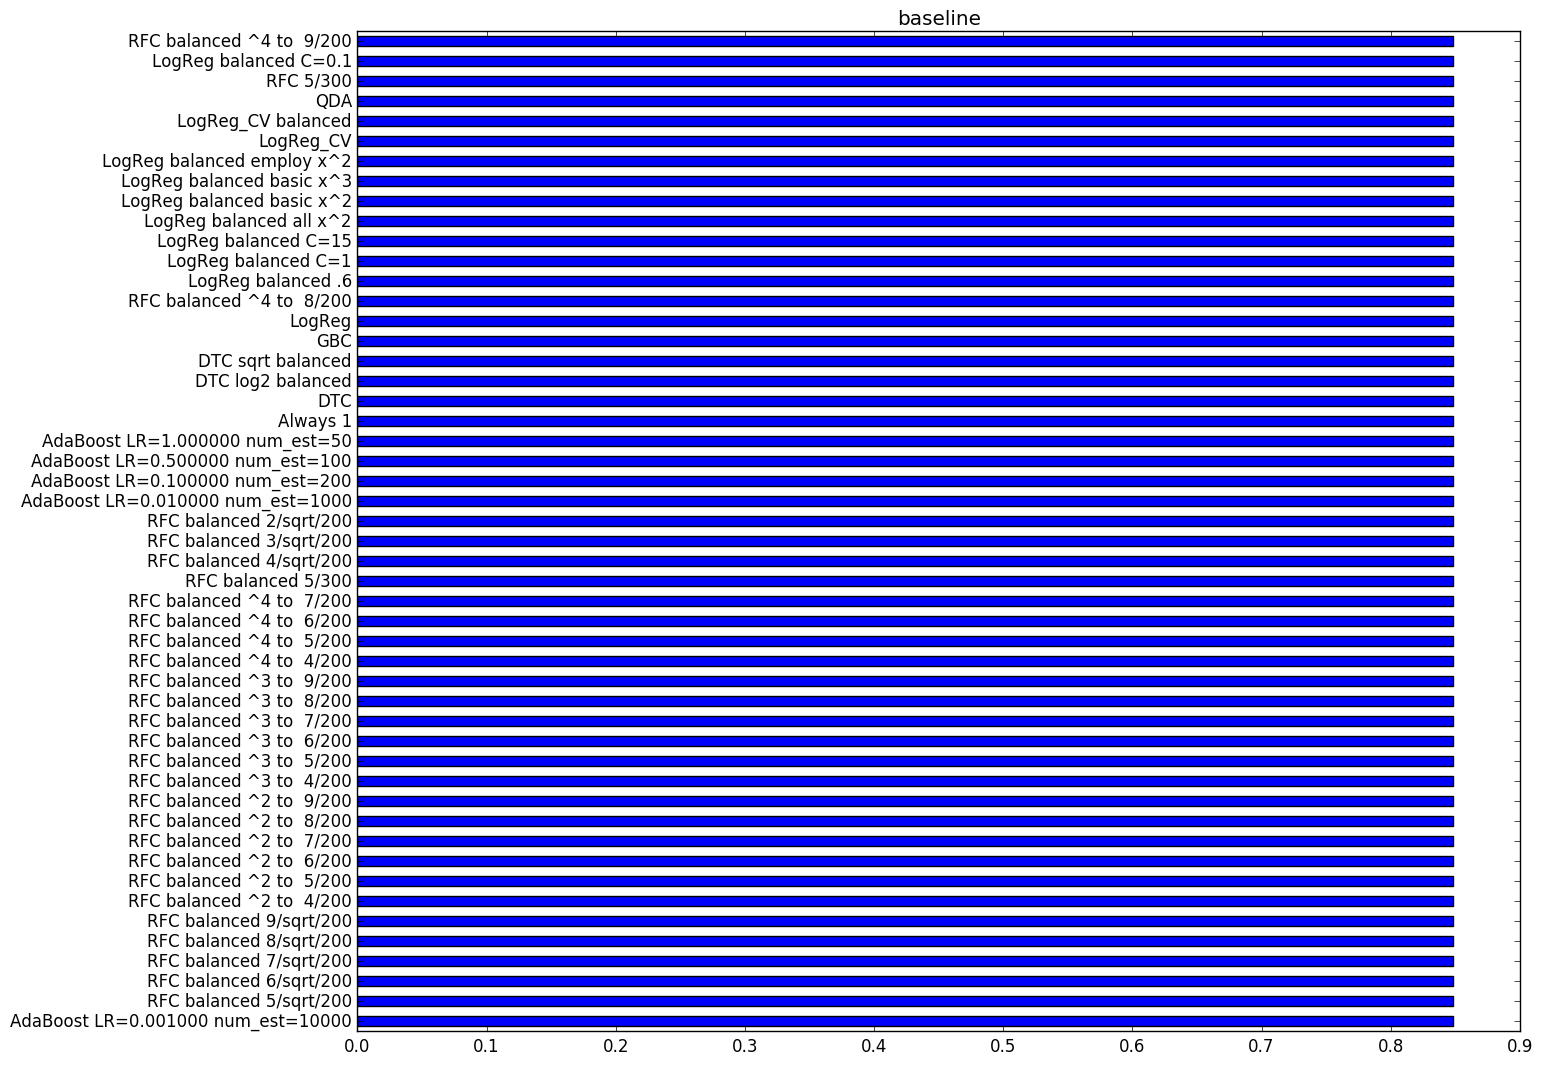 baseline
RFC balanced ^4 to  9/200
LogReg balanced C=0.1
RFC 5/300
QDA
LogReg_CV balanced
LogReg_CV
LogReg balanced employ x^2
LogReg balanced basic x^3
LogReg balanced basic x^2
LogReg balanced all x^2
LogReg balanced C=15
LogReg balanced C=1
LogReg balanced .6
RFC balanced ^4 to  8/200
LogReg
GBC
DTC sqrt balanced
DTC log2 balanced
DTC
Always 1
AdaBoost LR=1.000000 num_est=50
AdaBoost LR=0.500000 num_est=100
AdaBoost LR=0.100000 num_est=200
AdaBoost LR=0.010000 num_est=1000
RFC balanced 2/sqrt/200
RFC balanced 3/sqrt/200
RFC balanced 4/sqrt/200
RFC balanced 5/300
RFC balanced ^4 to  7/200
RFC balanced ^4 to  6/200
RFC balanced ^4 to  5/200
RFC balanced ^4 to  4/200
RFC balanced ^3 to  9/200
RFC balanced ^3 to  8/200
RFC balanced ^3 to  7/200
RFC balanced ^3 to  6/200
RFC balanced ^3 to  5/200
RFC balanced ^3 to  4/200
RFC balanced ^2 to  9/200
RFC balanced ^2 to  8/200
RFC balanced ^2 to  7/200
RFC balanced ^2 to  6/200
RFC balanced ^2 to  5/200
RFC balanced ^2 to  4/200
RFC balanced 9/sqrt/200
RFC balanced 8/sqrt/200
RFC balanced 7/sqrt/200
RFC balanced 6/sqrt/200
RFC balanced 5/sqrt/200
AdaBoost LR=0.001000 num_est=10000
0.0 0.1 0.2 0.3 0.4 0.5 0.6 0.7 0.8 0.9